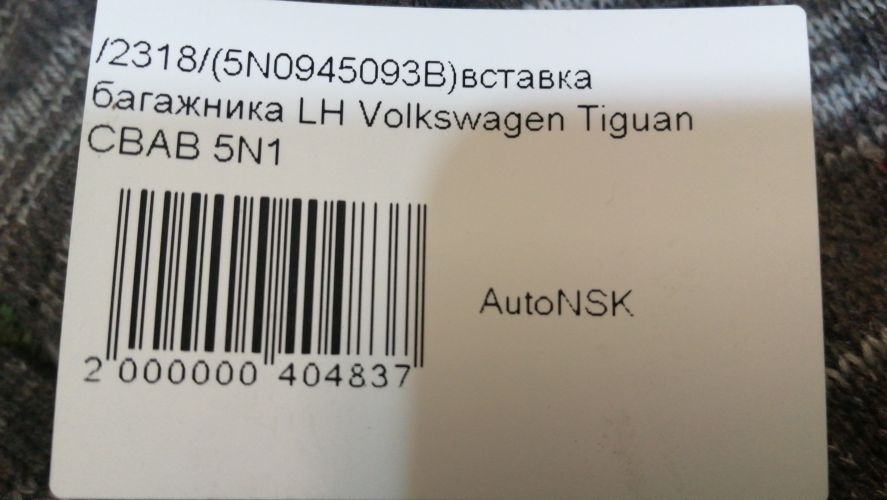 /2318/(5N0945093B)вставка
багажника LH Volkswagen Tiguan
CBAB 5N1
AutoNSK
2 000000 404837